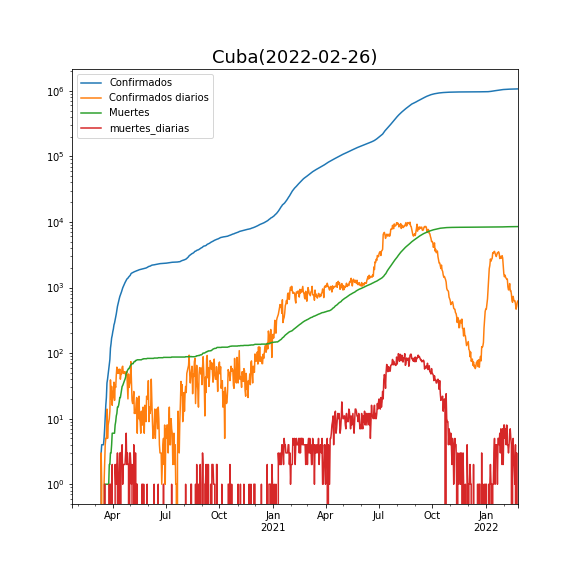 Cuba(2022-02-26)
Confirmados
Confirmados diarios
Muertes
muertes_diarias
10⁶
10⁵
10⁴
10³
10²
10¹
10⁰
Apr Jul Oct Jan Apr Jul Oct Jan
2021 2022